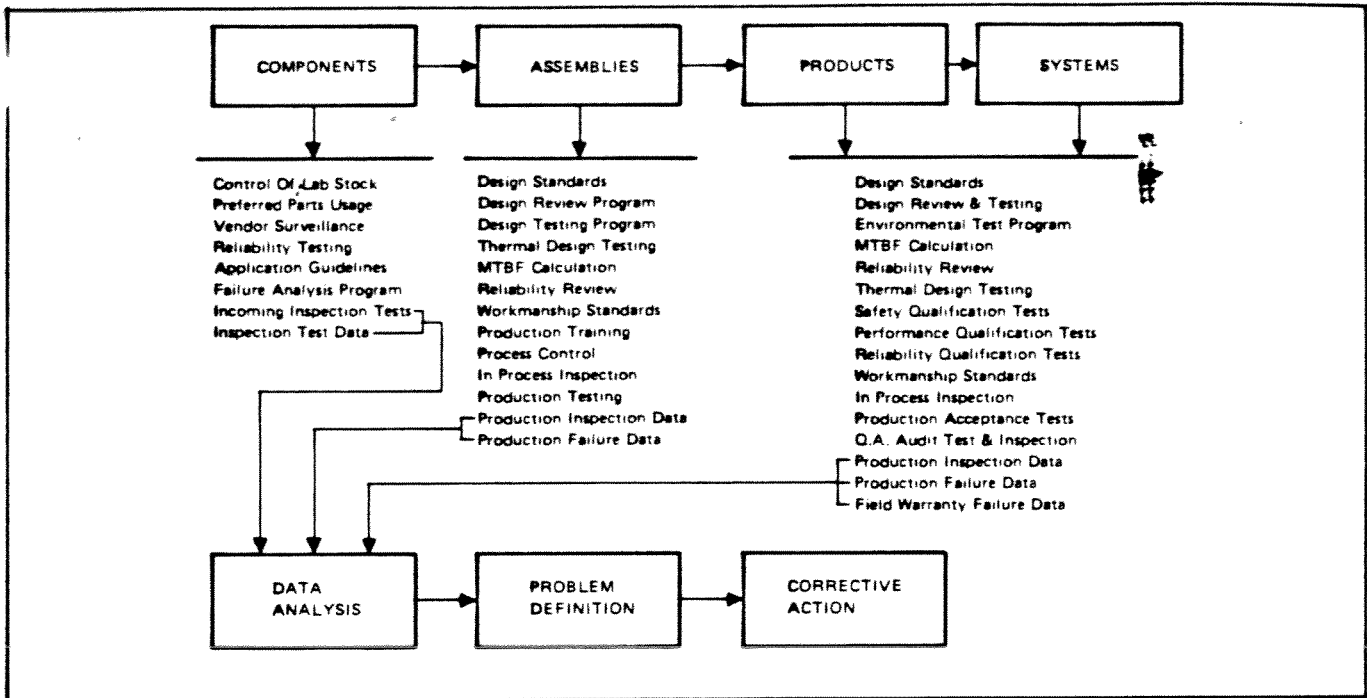 COMPONENTS
ASSEMBLIES
PRODUCTS
SYSTEMS
Control Of Lab Stock
Preferred Parts Usage
Vendor Surveillance
Reliability Testing
Application Guidelines
Failure Analysis Program
Incoming Inspection Tests
Inspection Test Data
Design Standards
Design Review Program
Design Testing Program
Thermal Design Testing
MTBF Calculation
Reliability Review
Workmanship Standards
Production Training
Process Control
In Process Inspection
Production Testing
Production Inspection Data
Production Failure Data
Design Standards
Design Review & Testing
Environmental Test Program
MTBF Calculation
Reliability Review
Thermal Design Testing
Safety Qualification Tests
Performance Qualification Tests
Reliability Qualification Tests
Workmanship Standards
In Process Inspection
Production Acceptance Tests
Q.A. Audit Test & Inspection
Production Inspection Data
Production Failure Data
Field Warranty Failure Data
DATA
ANALYSIS
PROBLEM
DEFINITION
CORRECTIVE
ACTION